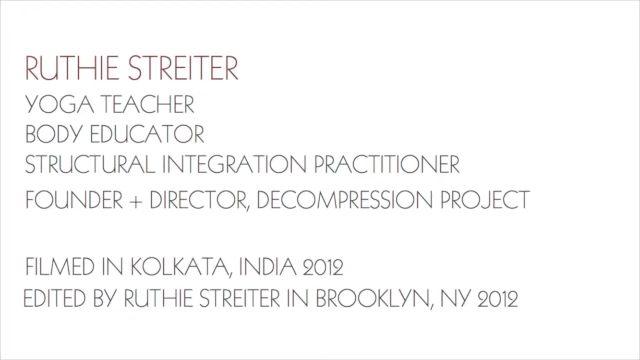 RUTHIE STREITER
YOGA TEACHER
BODY EDUCATOR
STRUCTURAL INTEGRATION PRACTITIONER
FOUNDER + DIRECTOR, DECOMPRESSION PROJECT
FILMED IN KOLKATA, INDIA 2012
EDITED BY RUTHIE STREITER IN BROOKLYN, NY 2012